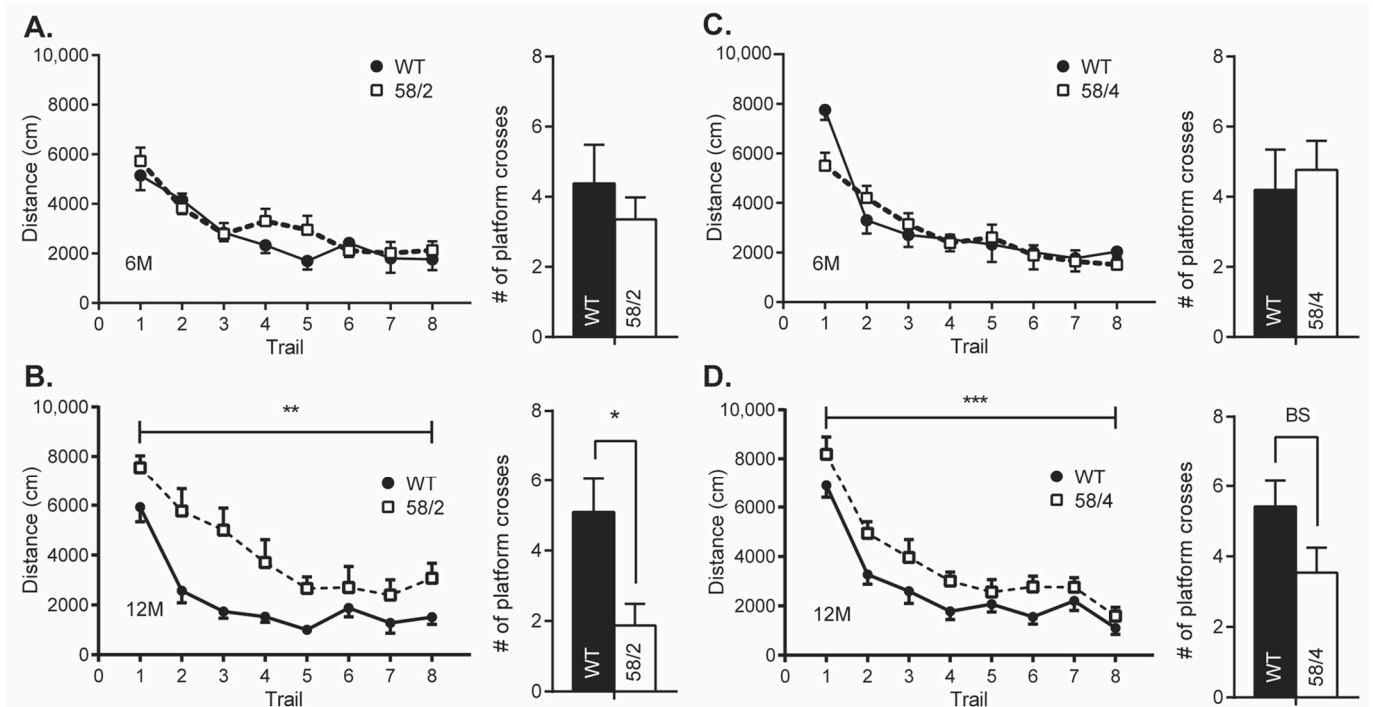 A.
10,000
8000
6000
4000
2000
0
Distance (cm)
WT
58/2
6M
0 1 2 3 4 5 6 7 8
Trail
8
6
4
2
0
# of platform crosses
WT
58/2
C.
10,000
8000
6000
4000
2000
0
Distance (cm)
WT
58/4
6M
0 1 2 3 4 5 6 7 8
Trail
8
6
4
2
0
# of platform crosses
WT
58/4
B.
10,000
8000
6000
4000
2000
0
Distance (cm)
**
WT
58/2
12M
0 1 2 3 4 5 6 7 8
Trail
8
6
4
2
0
# of platform crosses
*
WT
58/2
D.
10,000
8000
6000
4000
2000
0
Distance (cm)
***
WT
58/4
12M
0 1 2 3 4 5 6 7 8
Trail
8
6
4
2
0
# of platform crosses
BS
WT
58/4